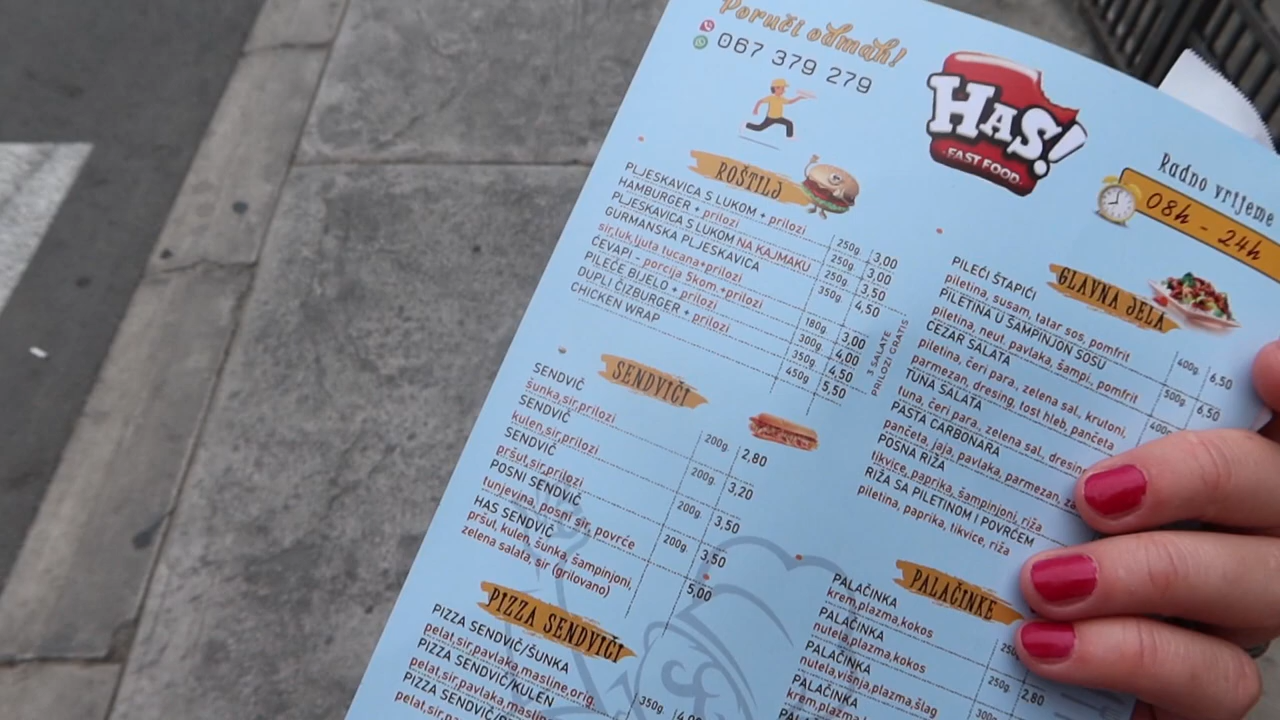 Poruči odmah!
067 379 279
HAS!
FAST FOOD
Radno vrijeme
08h - 24h
ROŠTILJ
PLJESKAVICA S LUKOM + prilozi 250g 3,00
HAMBURGER + prilozi 250g 3,00
PLJESKAVICA S LUKOM NA KAJMAKU 250g 3,50
GURMANSKA PLJESKAVICA 350g 4,50
sir,luk,ljuta tucana+prilozi
ĆEVAPI - porcija 5kom.+prilozi 180g 3,00
PILEĆE BIJELO + prilozi 300g 4,00
DUPLI ČIZBURGER + prilozi 350g 4,50
CHICKEN WRAP 450g 5,50
3 SALATE
PRILOZI GRATIS
SENDVIČI
SENDVIČ 200g 2,80
šunka,sir,prilozi
SENDVIČ 200g 3,20
kulen,sir,prilozi
SENDVIČ 200g 3,50
pršut,sir,prilozi
POSNI SENDVIČ 200g 3,50
tunjevina, posni sir, povrće
HAS SENDVIČ 5,00
pršut, kulen, šunka, šampinjoni,
zelena salata, sir (grilovano)
PIZZA SENDVIČI
PIZZA SENDVIČ/ŠUNKA 350g
pelat,sir,pavlaka,masline,orig.
PIZZA SENDVIČ/KULEN
pelat,sir,pavlaka,masline
PIZZA
pelat,sir
GLAVNA JELA
PILEĆI ŠTAPIĆI 400g 6,50
piletina, susam, tatar sos, pomfrit
PILETINA U ŠAMPINJON SOSU 500g 6,50
piletina, neut. pavlaka, šampi., pomfrit
CEZAR SALATA 400g
piletina, čeri para., zelena sal., krutoni,
parmezan, dresing, tost hleb, pančeta
TUNA SALATA
tuna, čeri para., zelena sal., dresing
PASTA CARBONARA
pančeta, jaja, pavlaka, parmezan,
POSNA RIŽA
tikvice, paprika, šampinjoni, riža
RIŽA SA PILETINOM I POVRĆEM
piletina, paprika, tikvice, riža
PALAČINKE
PALAČINKA
krem,plazma,kokos
PALAČINKA 250g 2,80
nutela,plazma,kokos
PALAČINKA 300g
nutela,višnja,plazma,šlag
PALAČINKA